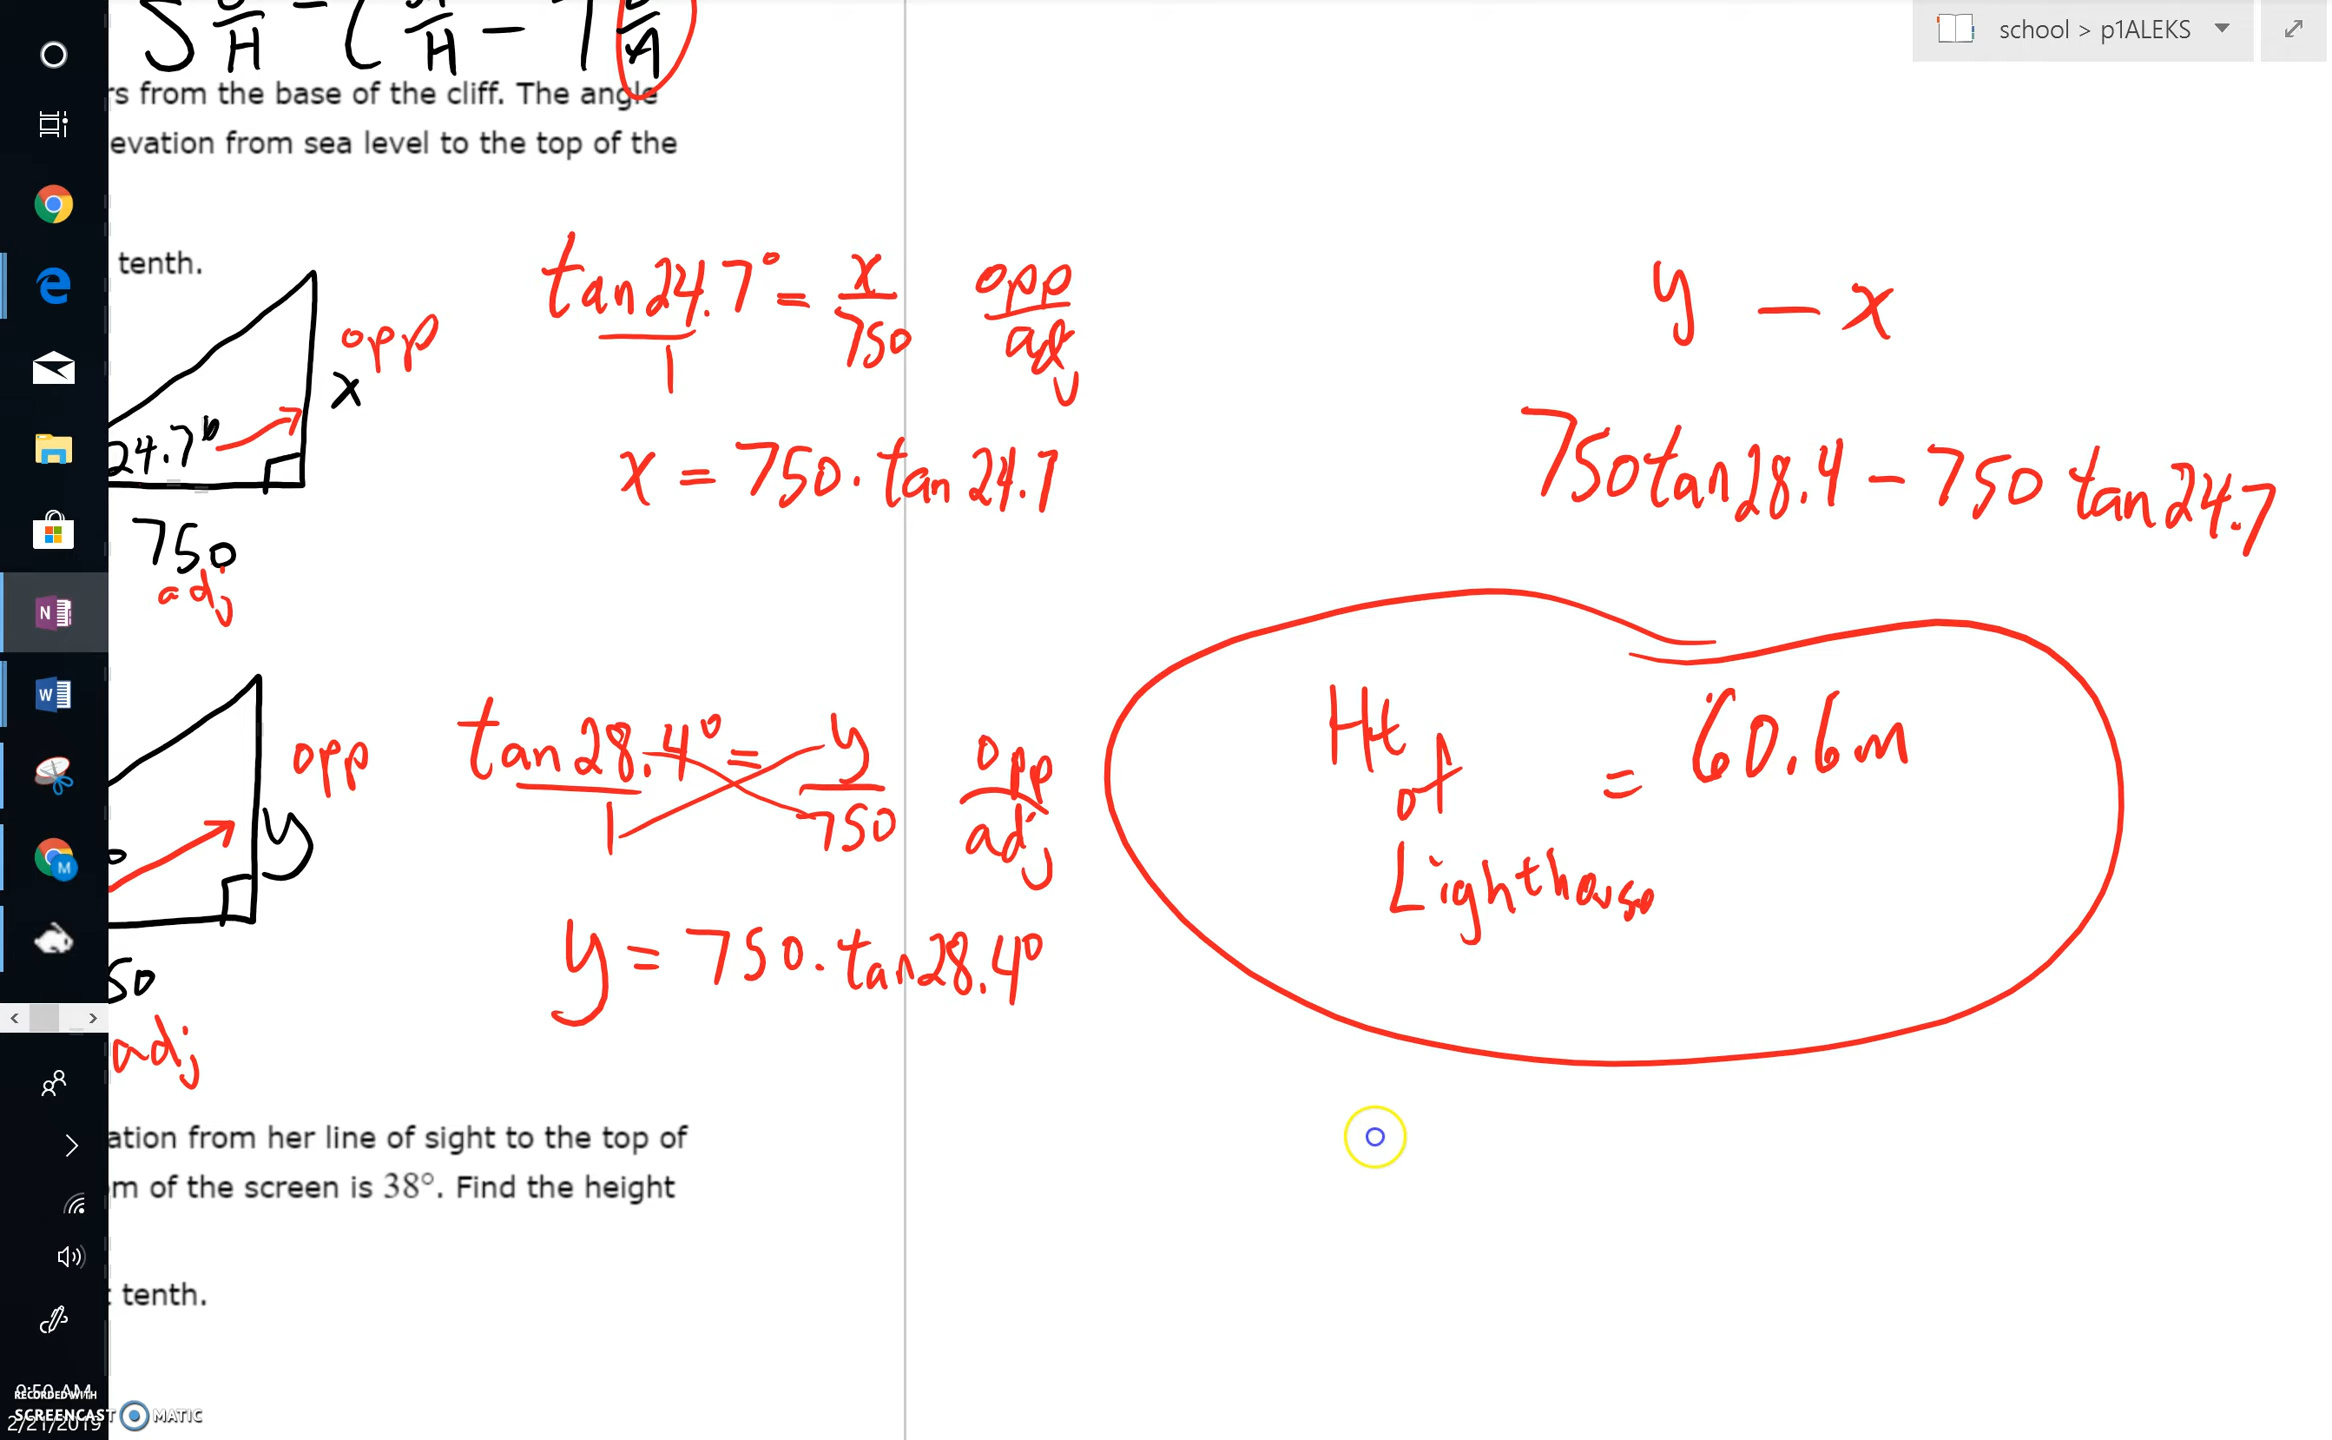 school > p1ALEKS
S O/H - C A/H - T O/A
rs from the base of the cliff. The angle
evation from sea level to the top of the
tenth.
tan 24.7° = x/750 opp/adj
1
y - x
opp
x
24.7°
x = 750 · tan 24.7
750 tan 28.4 - 750 tan 24.7
750
adj
tan 28.4° = y/750 opp/adj
1
opp
y
Ht of Lighthouse = 60.6m
y = 750 · tan 28.4°
50
adj
ation from her line of sight to the top of
m of the screen is 38°. Find the height
tenth.
RECORDED WITH
SCREENCAST MATIC
2/21/2019